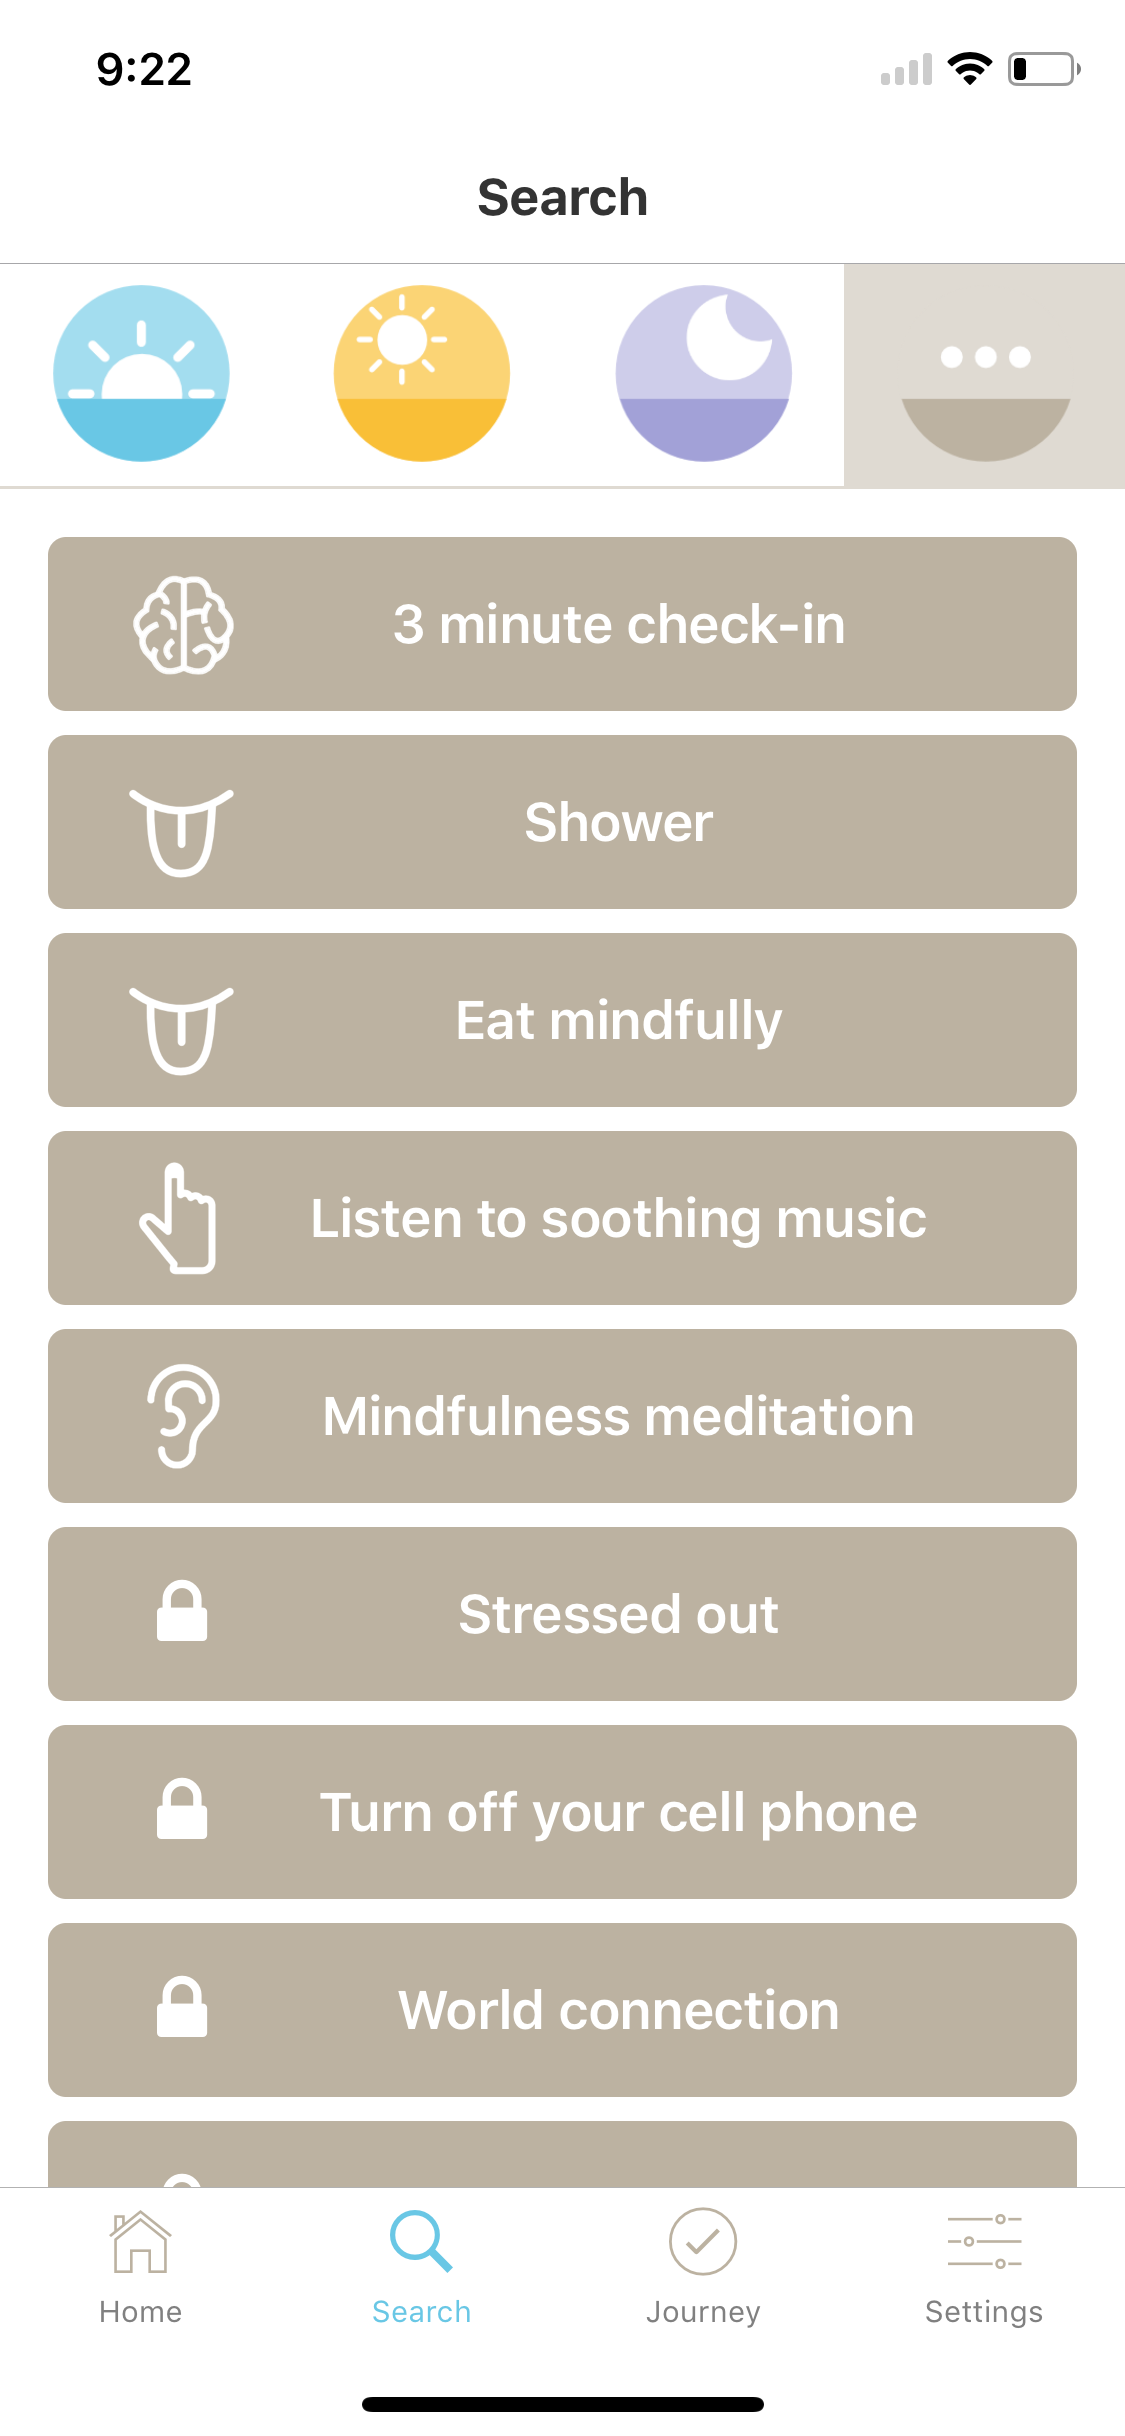 9:22
Search
3 minute check-in
Shower
Eat mindfully
Listen to soothing music
Mindfulness meditation
Stressed out
Turn off your cell phone
World connection
Home
Search
Journey
Settings